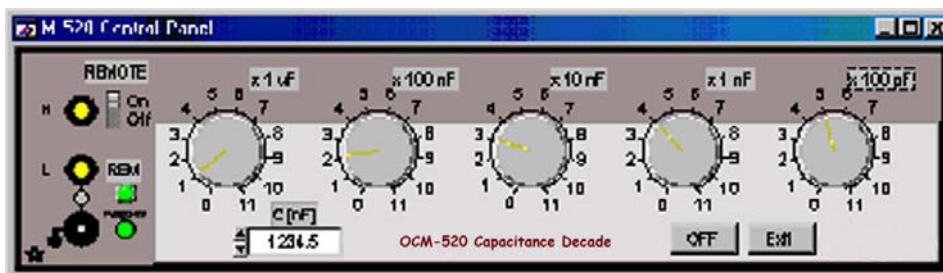 M-520 Control Panel
REMOTE
On
Off
H
L
REM
x 1 uF
x 100 nF
x 10 nF
x 1 nF
x 100 pF
0 1 2 3 4 5 6 7 8 9 10 11
0 1 2 3 4 5 6 7 8 9 10 11
0 1 2 3 4 5 6 7 8 9 10 11
0 1 2 3 4 5 6 7 8 9 10 11
0 1 2 3 4 5 6 7 8 9 10 11
C [nF]
1234.5
OCM-520 Capacitance Decade
OFF
Exit